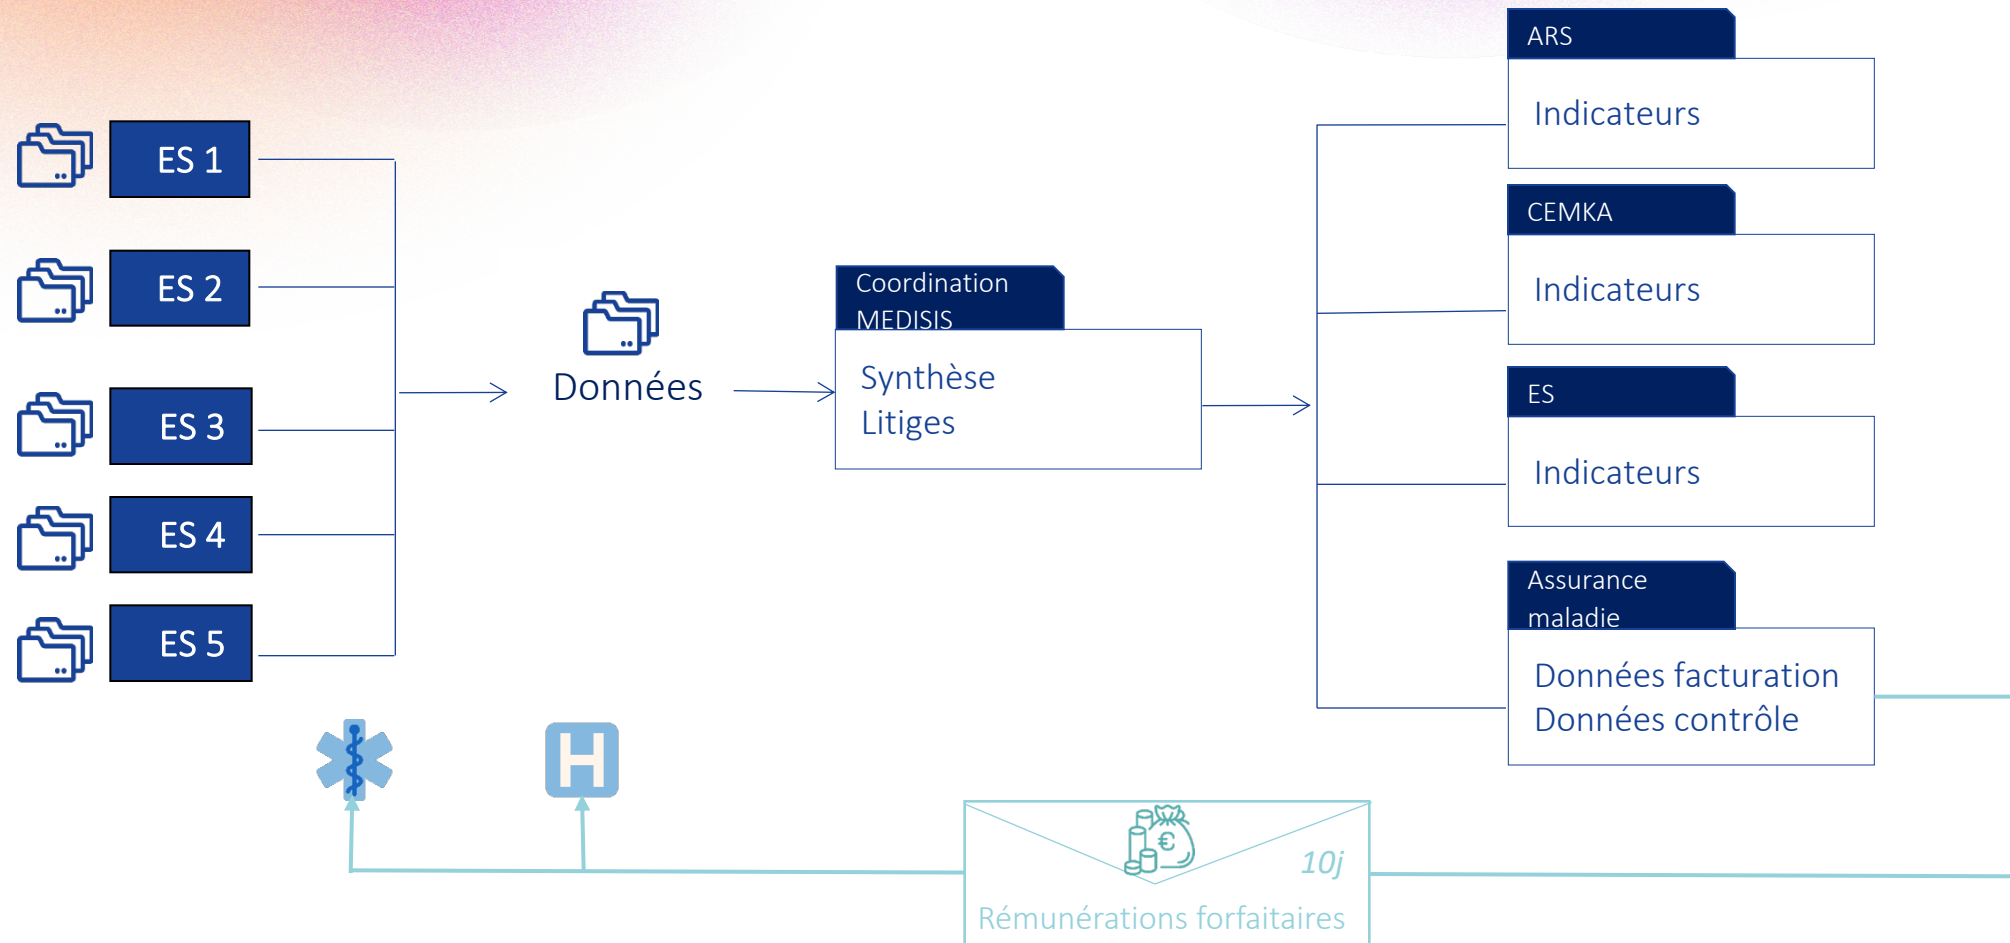 ES 1
ES 2
ES 3
ES 4
ES 5
Données
Coordination
MEDISIS
Synthèse
Litiges
ARS
Indicateurs
CEMKA
Indicateurs
ES
Indicateurs
Assurance
maladie
Données facturation
Données contrôle
H
€
10j
Rémunérations forfaitaires